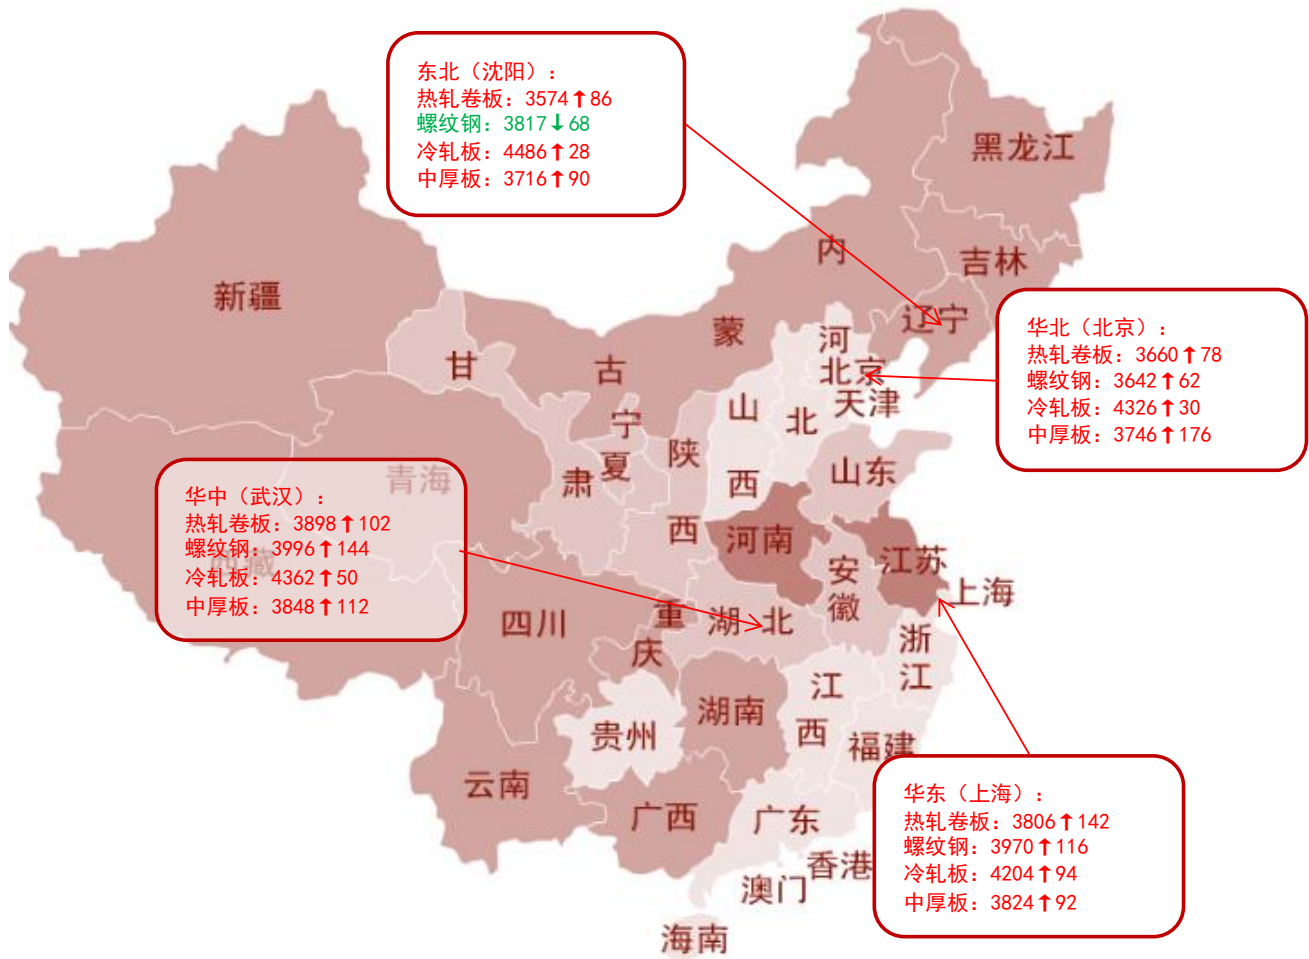 东北（沈阳）：
热轧卷板：3574↑86
螺纹钢：3817↓68
冷轧板：4486↑28
中厚板：3716↑90
黑龙江
内
吉林
新疆
辽宁
蒙
河
华北（北京）：
热轧卷板：3660↑78
螺纹钢：3642↑62
冷轧板：4326↑30
中厚板：3746↑176
甘
古
北京
天津
山
北
宁
陕
夏
肃
西
山东
青海
华中（武汉）：
热轧卷板：3898↑102
螺纹钢：3996↑144
冷轧板：4362↑50
中厚板：3848↑112
西藏
西
河南
安
徽
江苏
上海
四川
重
庆
湖北
浙
江
江
西
湖南
贵州
福建
云南
广西
广东
华东（上海）：
热轧卷板：3806↑142
螺纹钢：3970↑116
冷轧板：4204↑94
中厚板：3824↑92
香港
澳门
海南